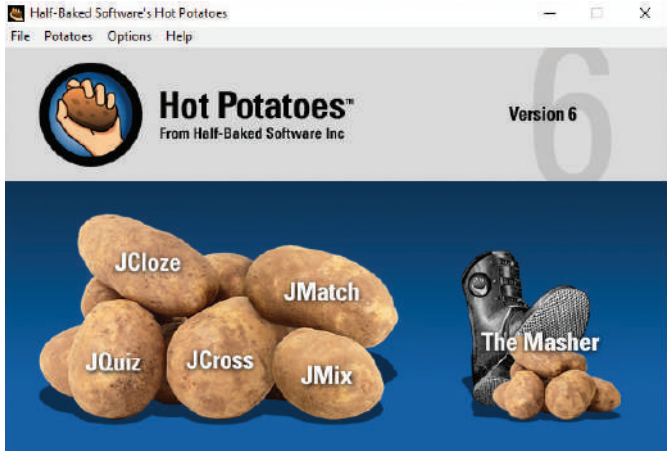 Half-Baked Software's Hot Potatoes
File Potatoes Options Help
Hot Potatoes™
From Half-Baked Software Inc
Version 6
6
JCloze
JMatch
JQuiz
JCross
JMix
The Masher